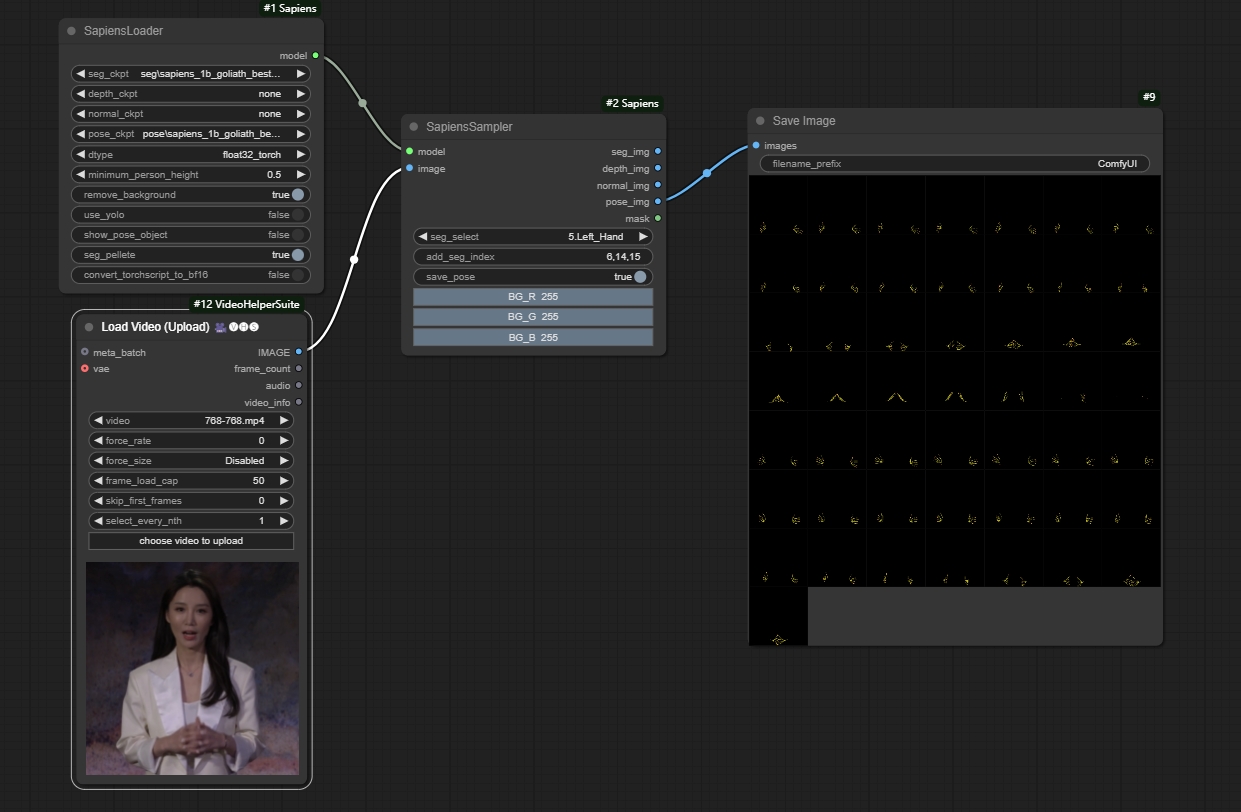 #1 Sapiens
SapiensLoader
model
seg_ckpt seg\sapiens_1b_goliath_best...
depth_ckpt none
normal_ckpt none
pose_ckpt pose\sapiens_1b_goliath_be...
dtype float32_torch
minimum_person_height 0.5
remove_background true
use_yolo false
show_pose_object false
seg_pellete true
convert_torchscript_to_bf16 false
#12 VideoHelperSuite
Load Video (Upload) 🎥🅥🅗🅢
meta_batch IMAGE
vae frame_count
audio
video_info
video 768-768.mp4
force_rate 0
force_size Disabled
frame_load_cap 50
skip_first_frames 0
select_every_nth 1
choose video to upload
#2 Sapiens
SapiensSampler
model seg_img
image depth_img
normal_img
pose_img
mask
seg_select 5.Left_Hand
add_seg_index 6,14,15
save_pose true
BG_R 255
BG_G 255
BG_B 255
#9
Save Image
images
filename_prefix ComfyUI